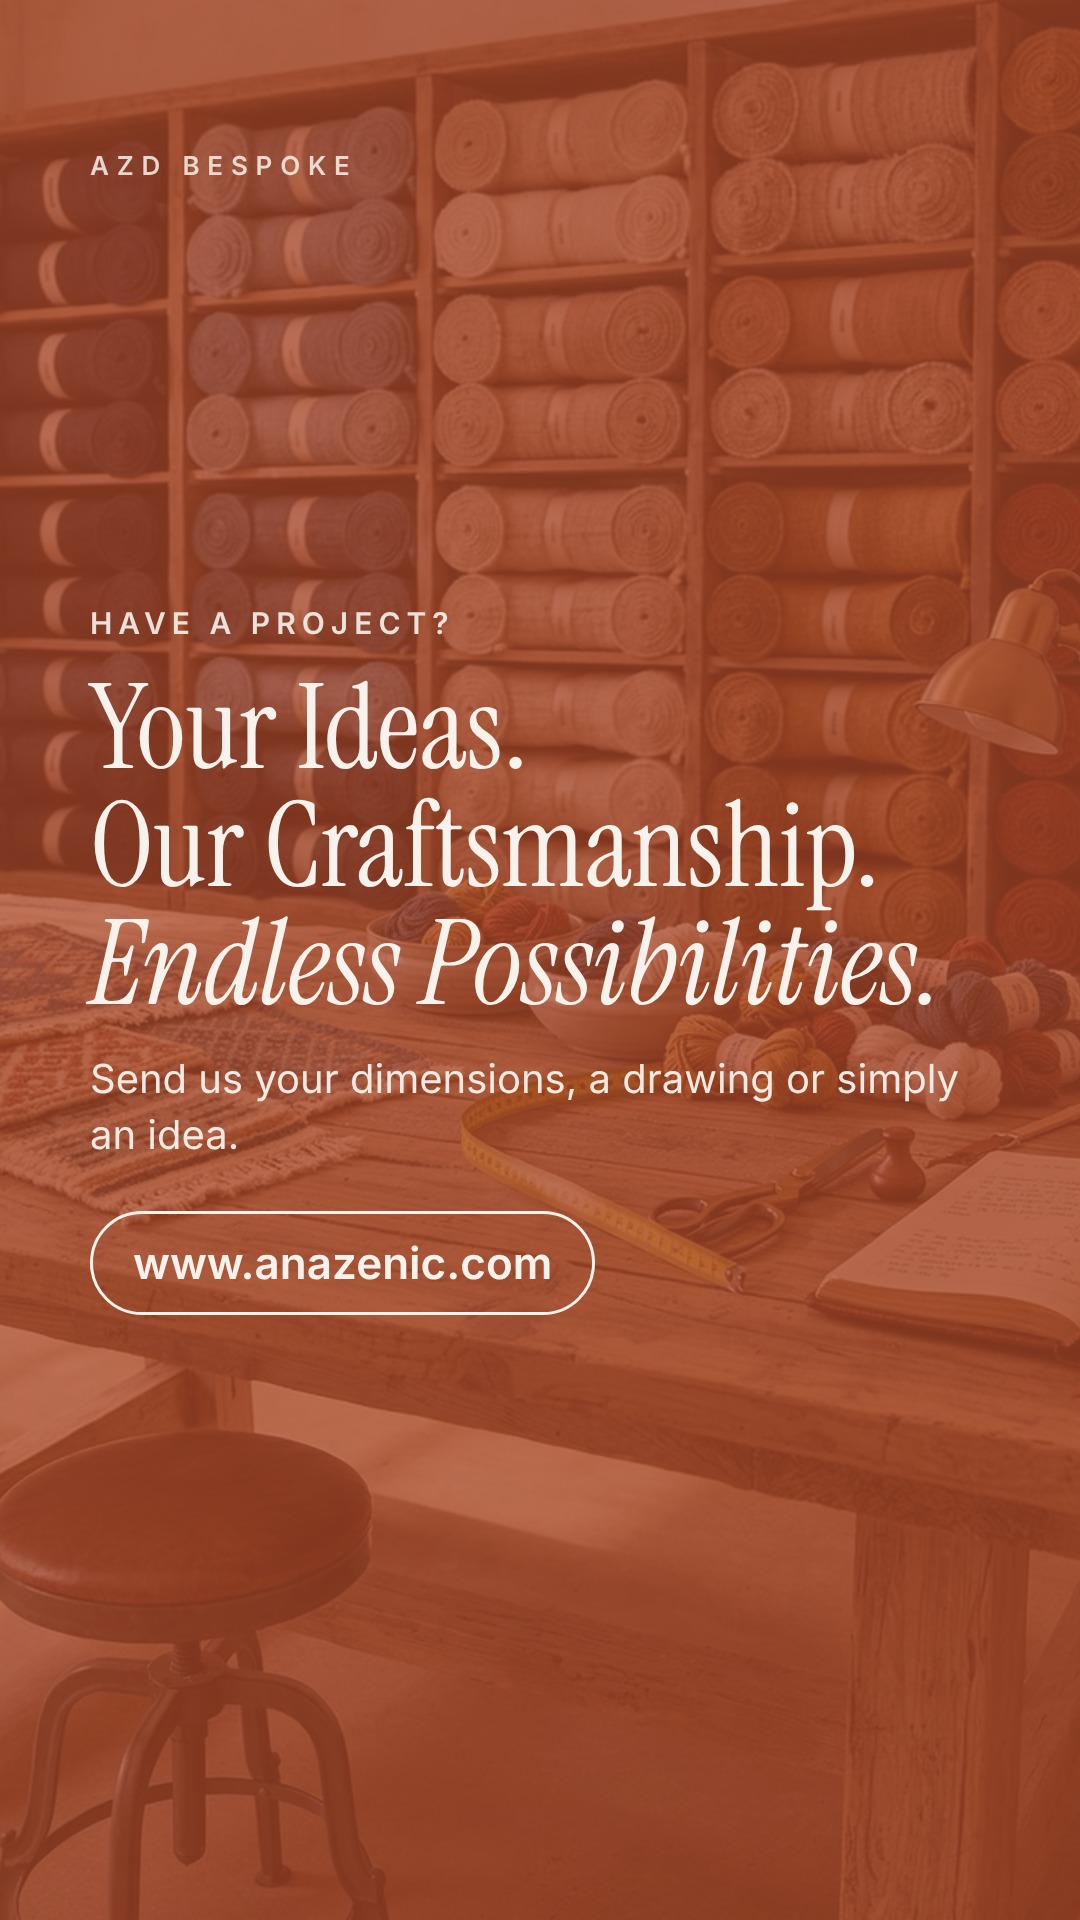 AZD BESPOKE
HAVE A PROJECT?
Your Ideas.
Our Craftsmanship.
Endless Possibilities.
Send us your dimensions, a drawing or simply
an idea.
www.anazenic.com